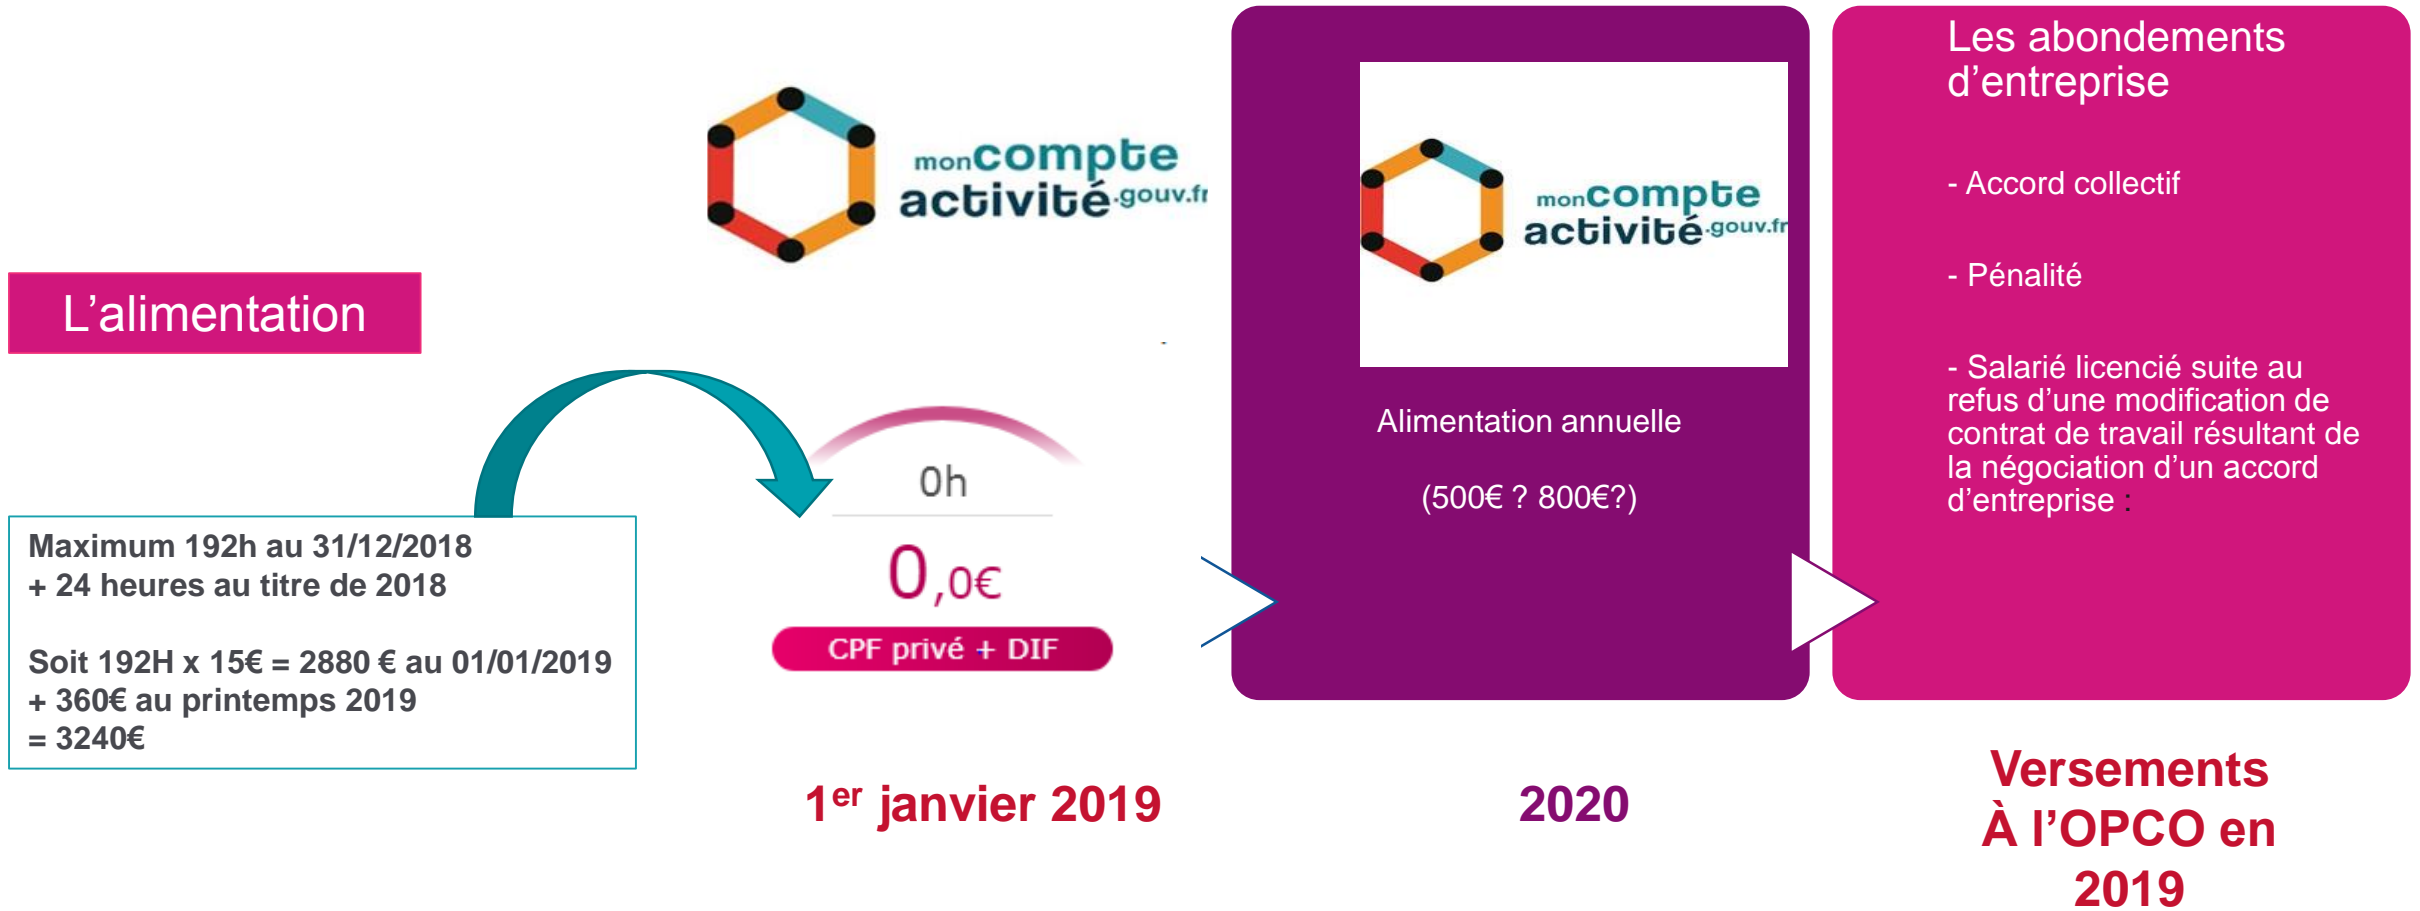 L’alimentation
Maximum 192h au 31/12/2018
+ 24 heures au titre de 2018
Soit 192H x 15€ = 2880 € au 01/01/2019
+ 360€ au printemps 2019
= 3240€
moncompte
activité.gouv.fr
-
0h
0,0€
CPF privé + DIF
1er janvier 2019
moncompte
activité.gouv.fr
Alimentation annuelle
(500€ ? 800€?)
2020
Les abondements
d’entreprise
- Accord collectif
- Pénalité
- Salarié licencié suite au
refus d’une modification de
contrat de travail résultant de
la négociation d’un accord
d’entreprise :
Versements
À l’OPCO en
2019